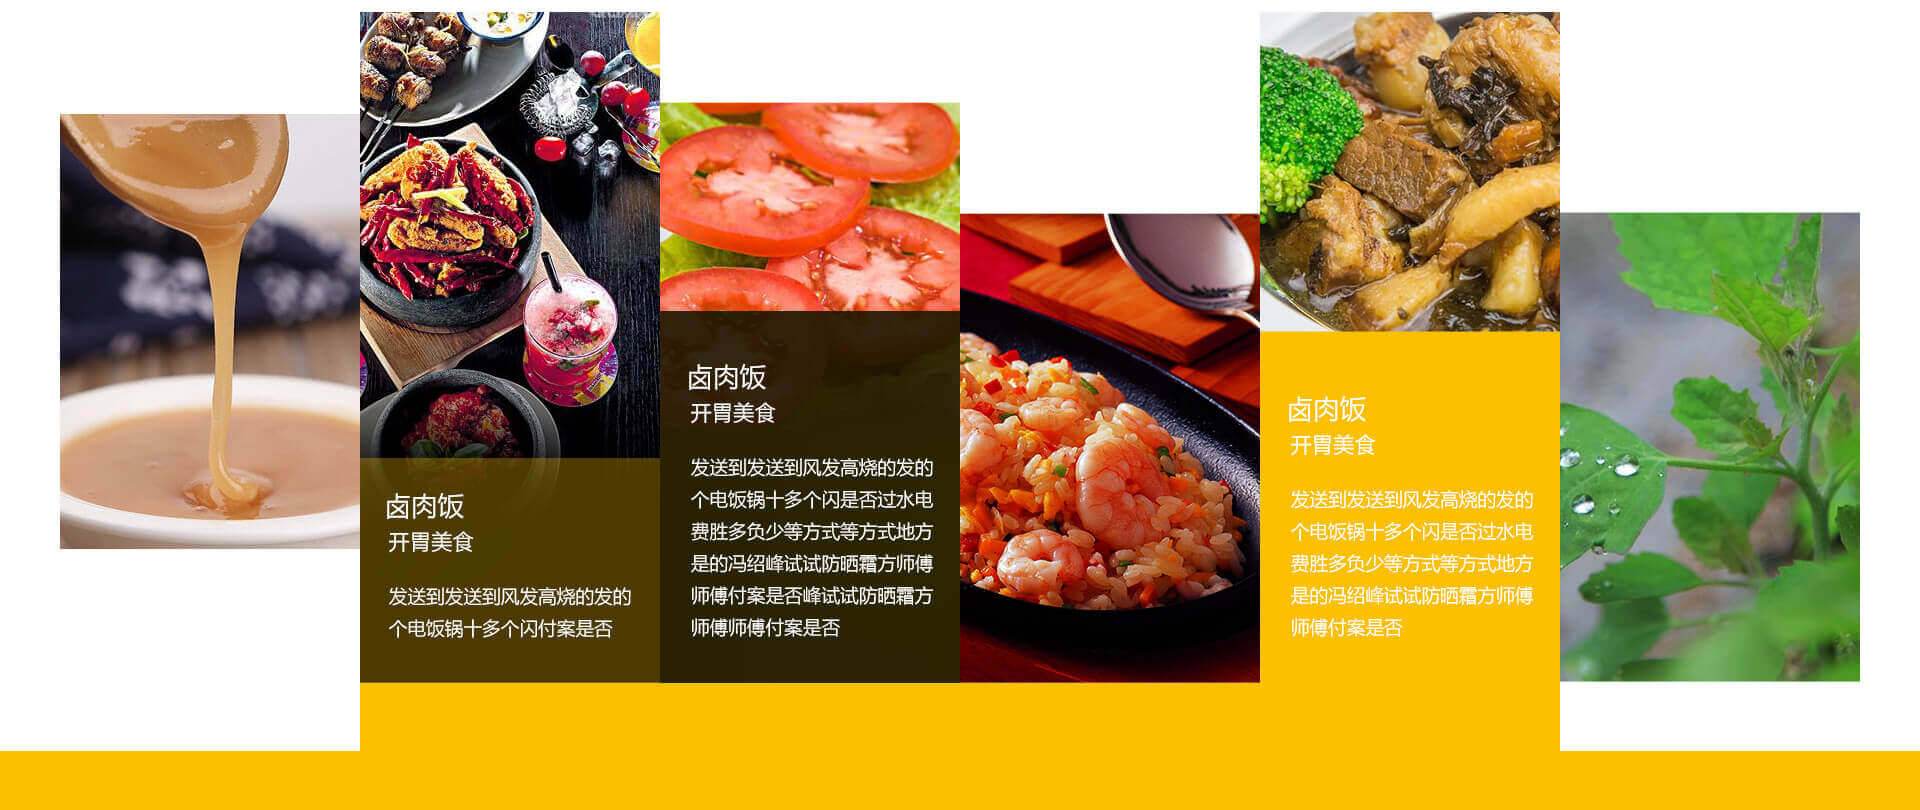 卤肉饭
开胃美食
发送到发送到风发高烧的发的
个电饭锅十多个闪付案是否
卤肉饭
开胃美食
发送到发送到风发高烧的发的
个电饭锅十多个闪是否过水电
费胜多负少等方式等方式地方
是的冯绍峰试试防晒霜方师傅
师傅付案是否峰试试防晒霜方
师傅师傅付案是否
卤肉饭
开胃美食
发送到发送到风发高烧的发的
个电饭锅十多个闪是否过水电
费胜多负少等方式等方式地方
是的冯绍峰试试防晒霜方师傅
师傅付案是否